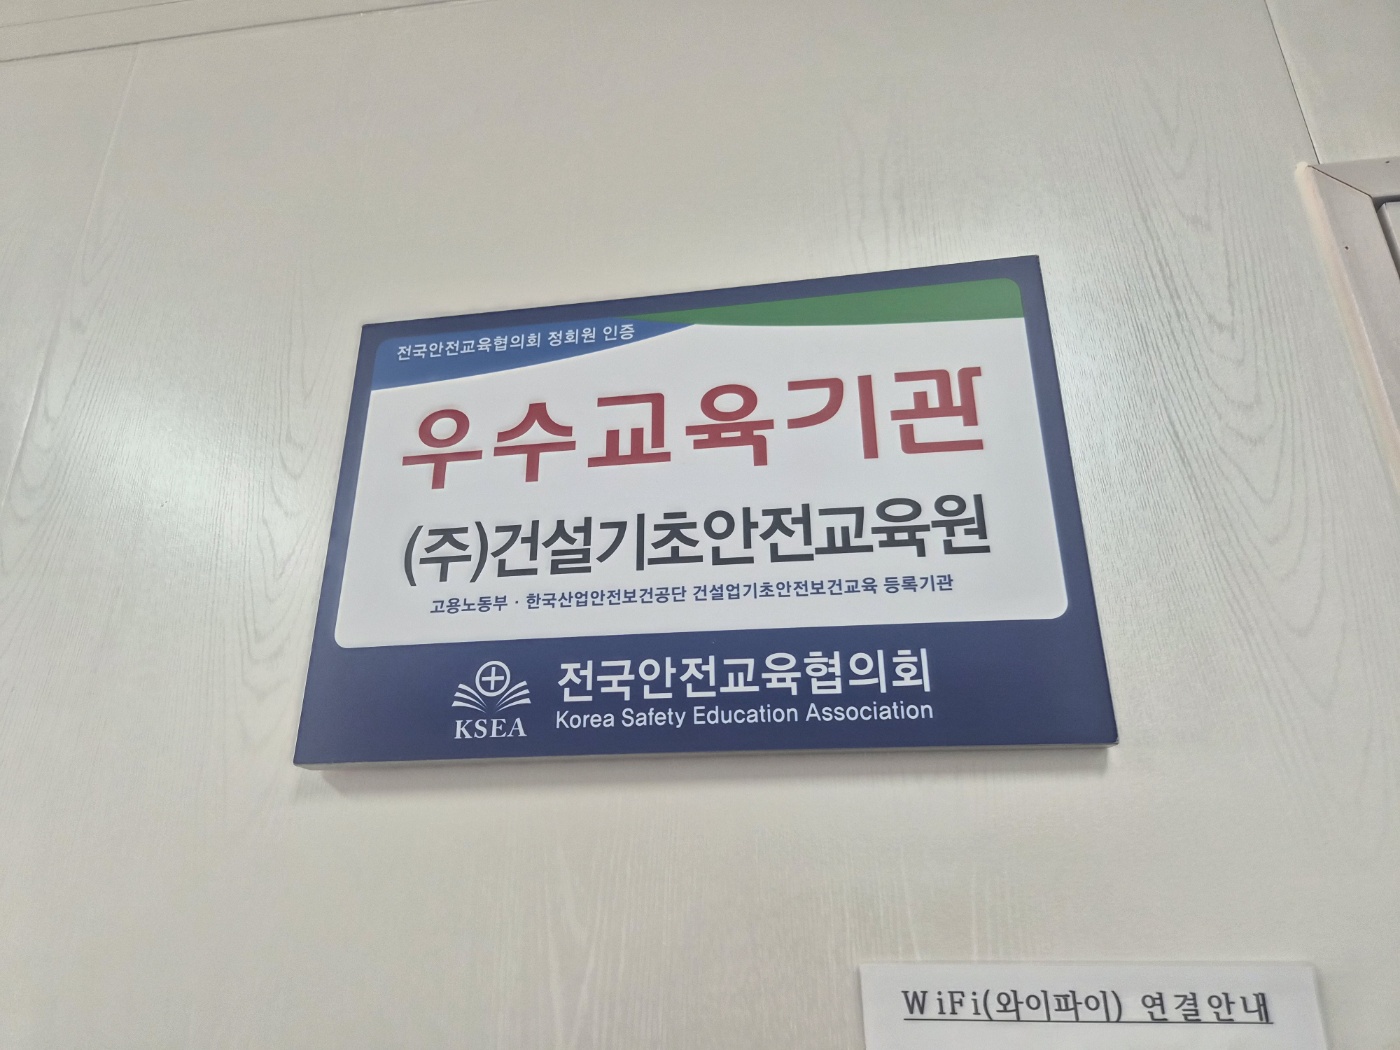 전국안전교육협의회 정회원 인증
우수교육기관
(주)건설기초안전교육원
고용노동부 · 한국산업안전보건공단 건설업기초안전보건교육 등록기관
KSEA
전국안전교육협의회
Korea Safety Education Association
WiFi(와이파이) 연결안내